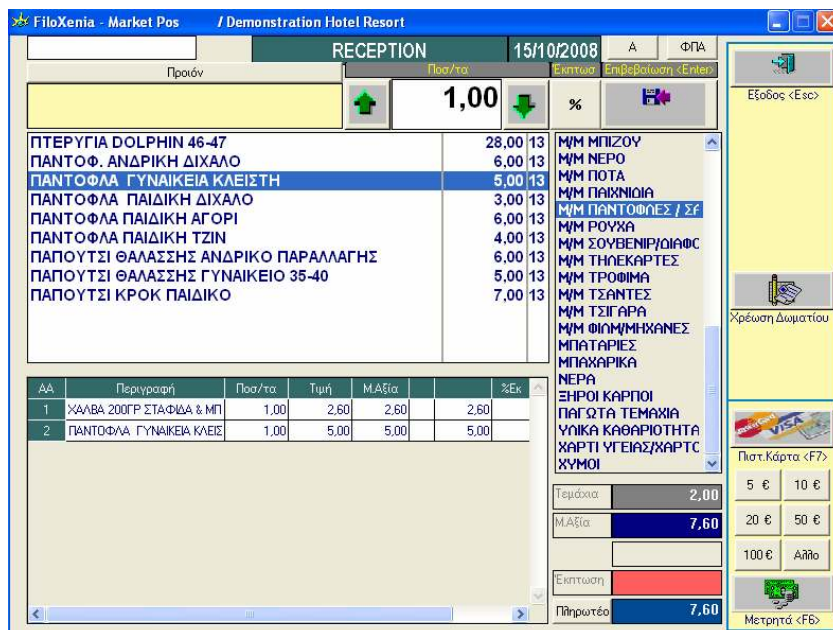 FiloXenia - Market Pos / Demonstration Hotel Resort
RECEPTION 15/10/2008 Α ΦΠΑ
Προιόν Ποσ/τα Έκπτωσ Επιβεβαίωση <Enter>
1,00 %
Εξοδος <Esc>
ΠΤΕΡΥΓΙΑ DOLPHIN 46-47 28,00 13
ΠΑΝΤΟΦ. ΑΝΔΡΙΚΗ ΔΙΧΑΛΟ 6,00 13
ΠΑΝΤΟΦΛΑ ΓΥΝΑΙΚΕΙΑ ΚΛΕΙΣΤΗ 5,00 13
ΠΑΝΤΟΦΛΑ ΠΑΙΔΙΚΗ ΔΙΧΑΛΟ 3,00 13
ΠΑΝΤΟΦΛΑ ΠΑΙΔΙΚΗ ΑΓΟΡΙ 6,00 13
ΠΑΝΤΟΦΛΑ ΠΑΙΔΙΚΗ ΤΖΙΝ 4,00 13
ΠΑΠΟΥΤΣΙ ΘΑΛΑΣΣΗΣ ΑΝΔΡΙΚΟ ΠΑΡΑΛΛΑΓΗΣ 6,00 13
ΠΑΠΟΥΤΣΙ ΘΑΛΑΣΣΗΣ ΓΥΝΑΙΚΕΙΟ 35-40 5,00 13
ΠΑΠΟΥΤΣΙ ΚΡΟΚ ΠΑΙΔΙΚΟ 7,00 13
Μ/Μ ΜΠΙΖΟΥ
Μ/Μ ΝΕΡΟ
Μ/Μ ΠΟΤΑ
Μ/Μ ΠΑΙΧΝΙΔΙΑ
Μ/Μ ΠΑΝΤΟΦΛΕΣ / ΣΑ
Μ/Μ ΡΟΥΧΑ
Μ/Μ ΣΟΥΒΕΝΙΡ/ΔΙΑΦΟ
Μ/Μ ΤΗΛΕΚΑΡΤΕΣ
Μ/Μ ΤΡΟΦΙΜΑ
Μ/Μ ΤΣΑΝΤΕΣ
Μ/Μ ΤΣΙΓΑΡΑ
Μ/Μ ΦΙΛΜ/ΜΗΧΑΝΕΣ
ΜΠΑΤΑΡΙΕΣ
ΜΠΑΧΑΡΙΚΑ
ΝΕΡΑ
ΞΗΡΟΙ ΚΑΡΠΟΙ
ΠΑΓΩΤΑ ΤΕΜΑΧΙΑ
ΥΛΙΚΑ ΚΑΘΑΡΙΟΤΗΤΑ
ΧΑΡΤΙ ΥΓΕΙΑΣ/ΧΑΡΤΟ
ΧΥΜΟΙ
Χρέωση Δωματίου
ΑΑ Περιγραφή Ποσ/τα Τιμή Μ.Αξία %Εκ
1 ΧΑΛΒΑ 200ΓΡ ΣΤΑΦΙΔΑ & ΜΠ 1,00 2,60 2,60 2,60
2 ΠΑΝΤΟΦΛΑ ΓΥΝΑΙΚΕΙΑ ΚΛΕΙΣ 1,00 5,00 5,00 5,00
Τεμάχια 2,00
Μ.Αξία 7,60
Έκπτωση
Πληρωτέο 7,60
MasterCard VISA
Πιστ.Κάρτα <F7>
5 € 10 €
20 € 50 €
100 € Αλλο
Μετρητά <F6>